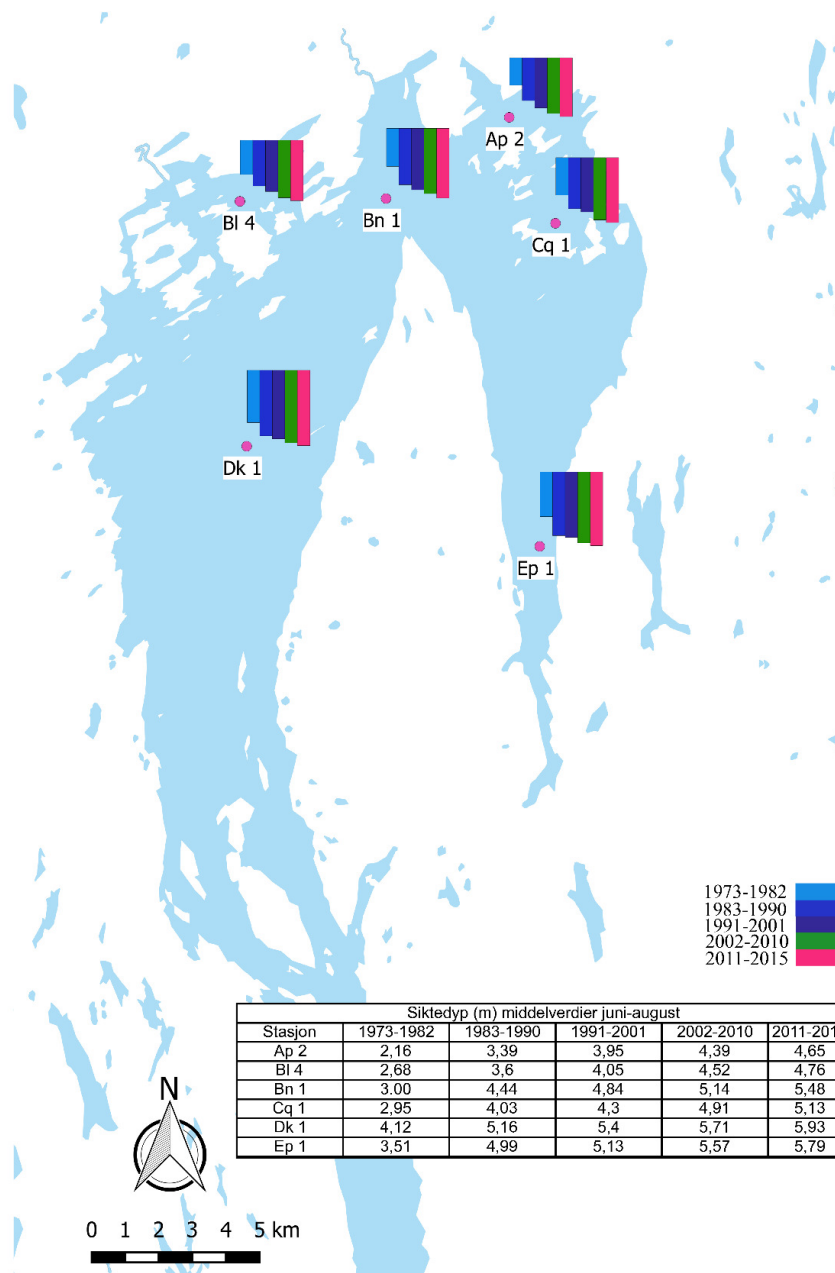 Ap 2
Bl 4
Bn 1
Cq 1
Dk 1
Ep 1
1973-1982
1983-1990
1991-2001
2002-2010
2011-2015
Siktedyp (m) middelverdier juni-august
Stasjon 1973-1982 1983-1990 1991-2001 2002-2010 2011-201
Ap 2 2,16 3,39 3,95 4,39 4,65
Bl 4 2,68 3,6 4,05 4,52 4,76
Bn 1 3.00 4,44 4,84 5,14 5,48
Cq 1 2,95 4,03 4,3 4,91 5,13
Dk 1 4,12 5,16 5,4 5,71 5,93
Ep 1 3,51 4,99 5,13 5,57 5,79
N
0 1 2 3 4 5 km